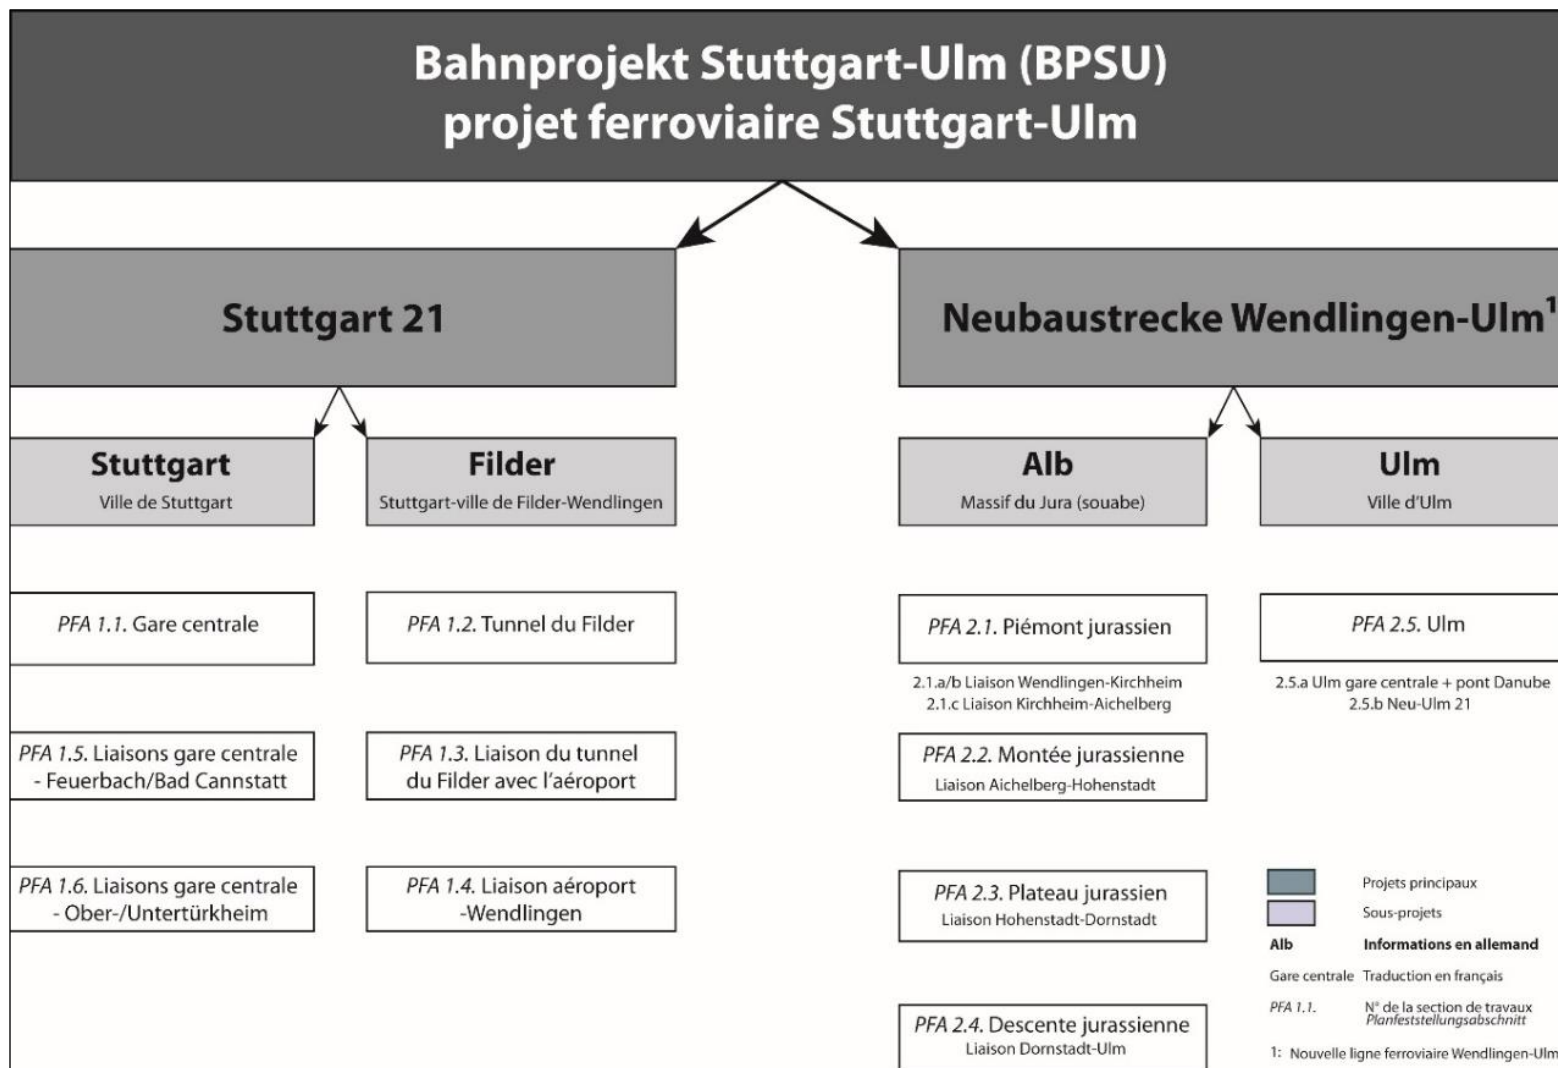 Bahnprojekt Stuttgart-Ulm (BPSU)
projet ferroviaire Stuttgart-Ulm
Stuttgart 21
Neubaustrecke Wendlingen-Ulm¹
Stuttgart
Ville de Stuttgart
Filder
Stuttgart-ville de Filder-Wendlingen
Alb
Massif du Jura (souabe)
Ulm
Ville d'Ulm
PFA 1.1. Gare centrale
PFA 1.2. Tunnel du Filder
PFA 2.1. Piémont jurassien
2.1.a/b Liaison Wendlingen-Kirchheim
2.1.c Liaison Kirchheim-Aichelberg
PFA 2.5. Ulm
2.5.a Ulm gare centrale + pont Danube
2.5.b Neu-Ulm 21
PFA 1.5. Liaisons gare centrale
- Feuerbach/Bad Cannstatt
PFA 1.3. Liaison du tunnel
du Filder avec l'aéroport
PFA 2.2. Montée jurassienne
Liaison Aichelberg-Hohenstadt
PFA 1.6. Liaisons gare centrale
- Ober-/Untertürkheim
PFA 1.4. Liaison aéroport
-Wendlingen
PFA 2.3. Plateau jurassien
Liaison Hohenstadt-Dornstadt
PFA 2.4. Descente jurassienne
Liaison Dornstadt-Ulm
Projets principaux
Sous-projets
Alb Informations en allemand
Gare centrale Traduction en français
PFA 1.1. N° de la section de travaux
Planfeststellungsabschnitt
1: Nouvelle ligne ferroviaire Wendlingen-Ulm